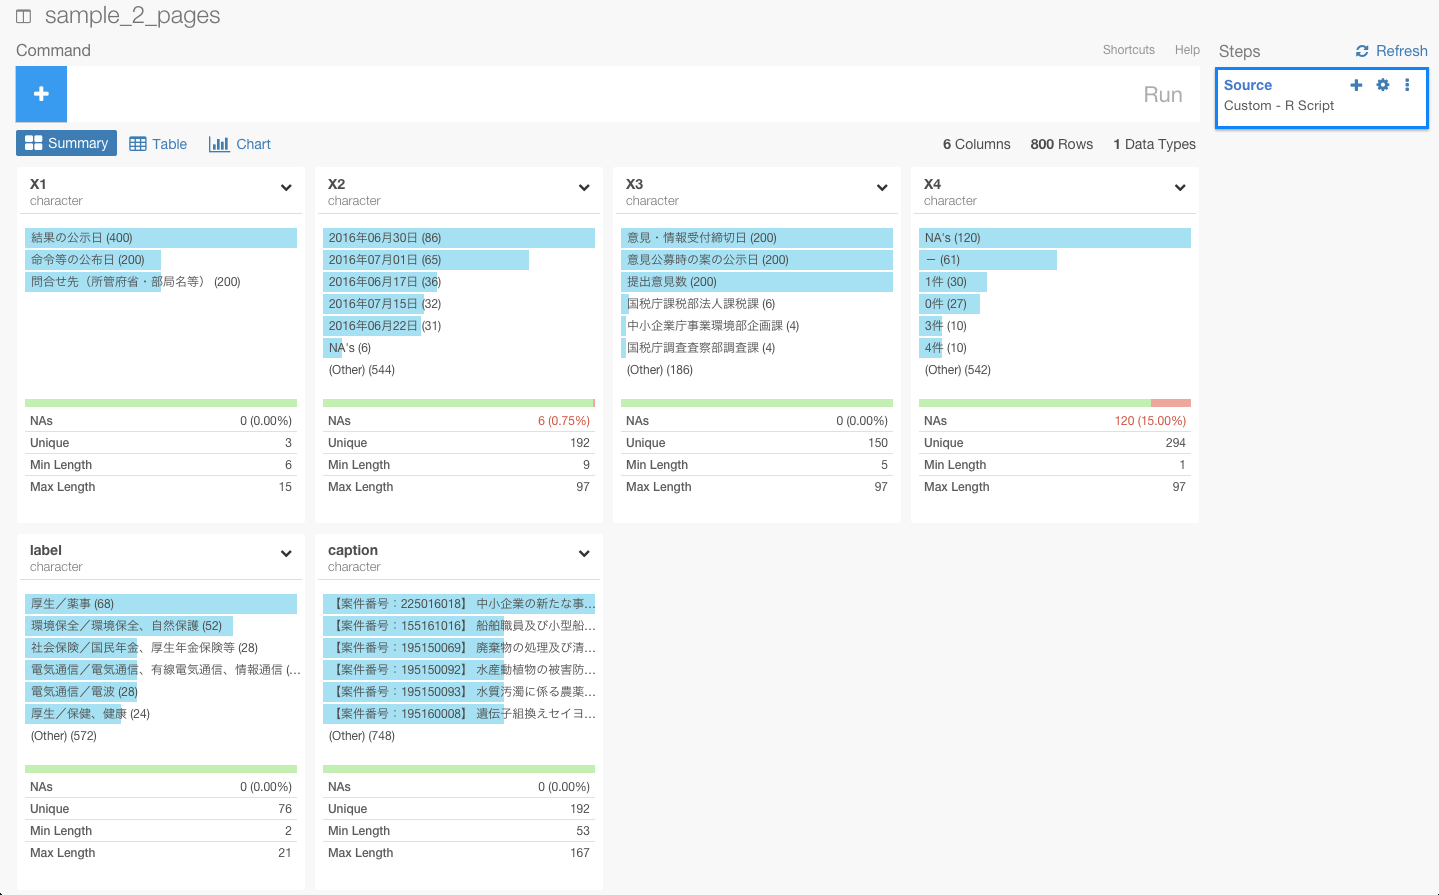 sample_2_pages
Command
Shortcuts Help
Steps
Refresh
Run
Source
Custom - R Script
Summary Table Chart
6 Columns 800 Rows 1 Data Types
X1
character
結果の公示日 (400)
命令等の公布日 (200)
問合せ先（所管府省・部局名等） (200)
NAs 0 (0.00%)
Unique 3
Min Length 6
Max Length 15
X2
character
2016年06月30日 (86)
2016年07月01日 (65)
2016年06月17日 (36)
2016年07月15日 (32)
2016年06月22日 (31)
NA's (6)
(Other) (544)
NAs 6 (0.75%)
Unique 192
Min Length 9
Max Length 97
X3
character
意見・情報受付締切日 (200)
意見公募時の案の公示日 (200)
提出意見数 (200)
国税庁課税部法人課税課 (6)
中小企業庁事業環境部企画課 (4)
国税庁調査査察部調査課 (4)
(Other) (186)
NAs 0 (0.00%)
Unique 150
Min Length 5
Max Length 97
X4
character
NA's (120)
－ (61)
1件 (30)
0件 (27)
3件 (10)
4件 (10)
(Other) (542)
NAs 120 (15.00%)
Unique 294
Min Length 1
Max Length 97
label
character
厚生／薬事 (68)
環境保全／環境保全、自然保護 (52)
社会保険／国民年金、厚生年金保険等 (28)
電気通信／電気通信、有線電気通信、情報通信 (...
電気通信／電波 (28)
厚生／保健、健康 (24)
(Other) (572)
NAs 0 (0.00%)
Unique 76
Min Length 2
Max Length 21
caption
character
【案件番号：225016018】 中小企業の新たな事...
【案件番号：155161016】 船舶職員及び小型船...
【案件番号：195150069】 廃棄物の処理及び清...
【案件番号：195150092】 水産動植物の被害防...
【案件番号：195150093】 水質汚濁に係る農薬...
【案件番号：195160008】 遺伝子組換えセイヨ...
(Other) (748)
NAs 0 (0.00%)
Unique 192
Min Length 53
Max Length 167